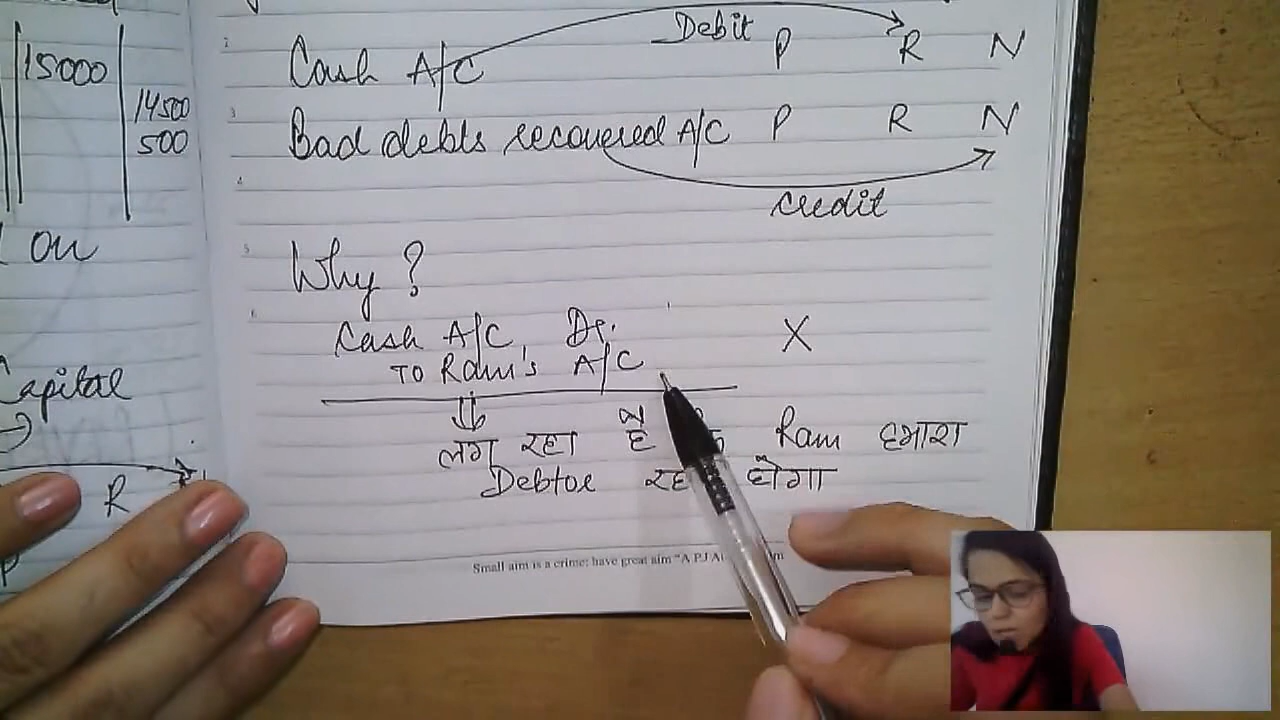 15000
14500
500
on
Capital
R
Debit
Cash A/C P R N
Bad debts recovered A/C P R N
credit
Why ?
Cash A/C Dr. X
To Ram's A/C
लग रहा है Ram हमारा
Debtor होगा
Small aim is a crime; have great aim "A P J A